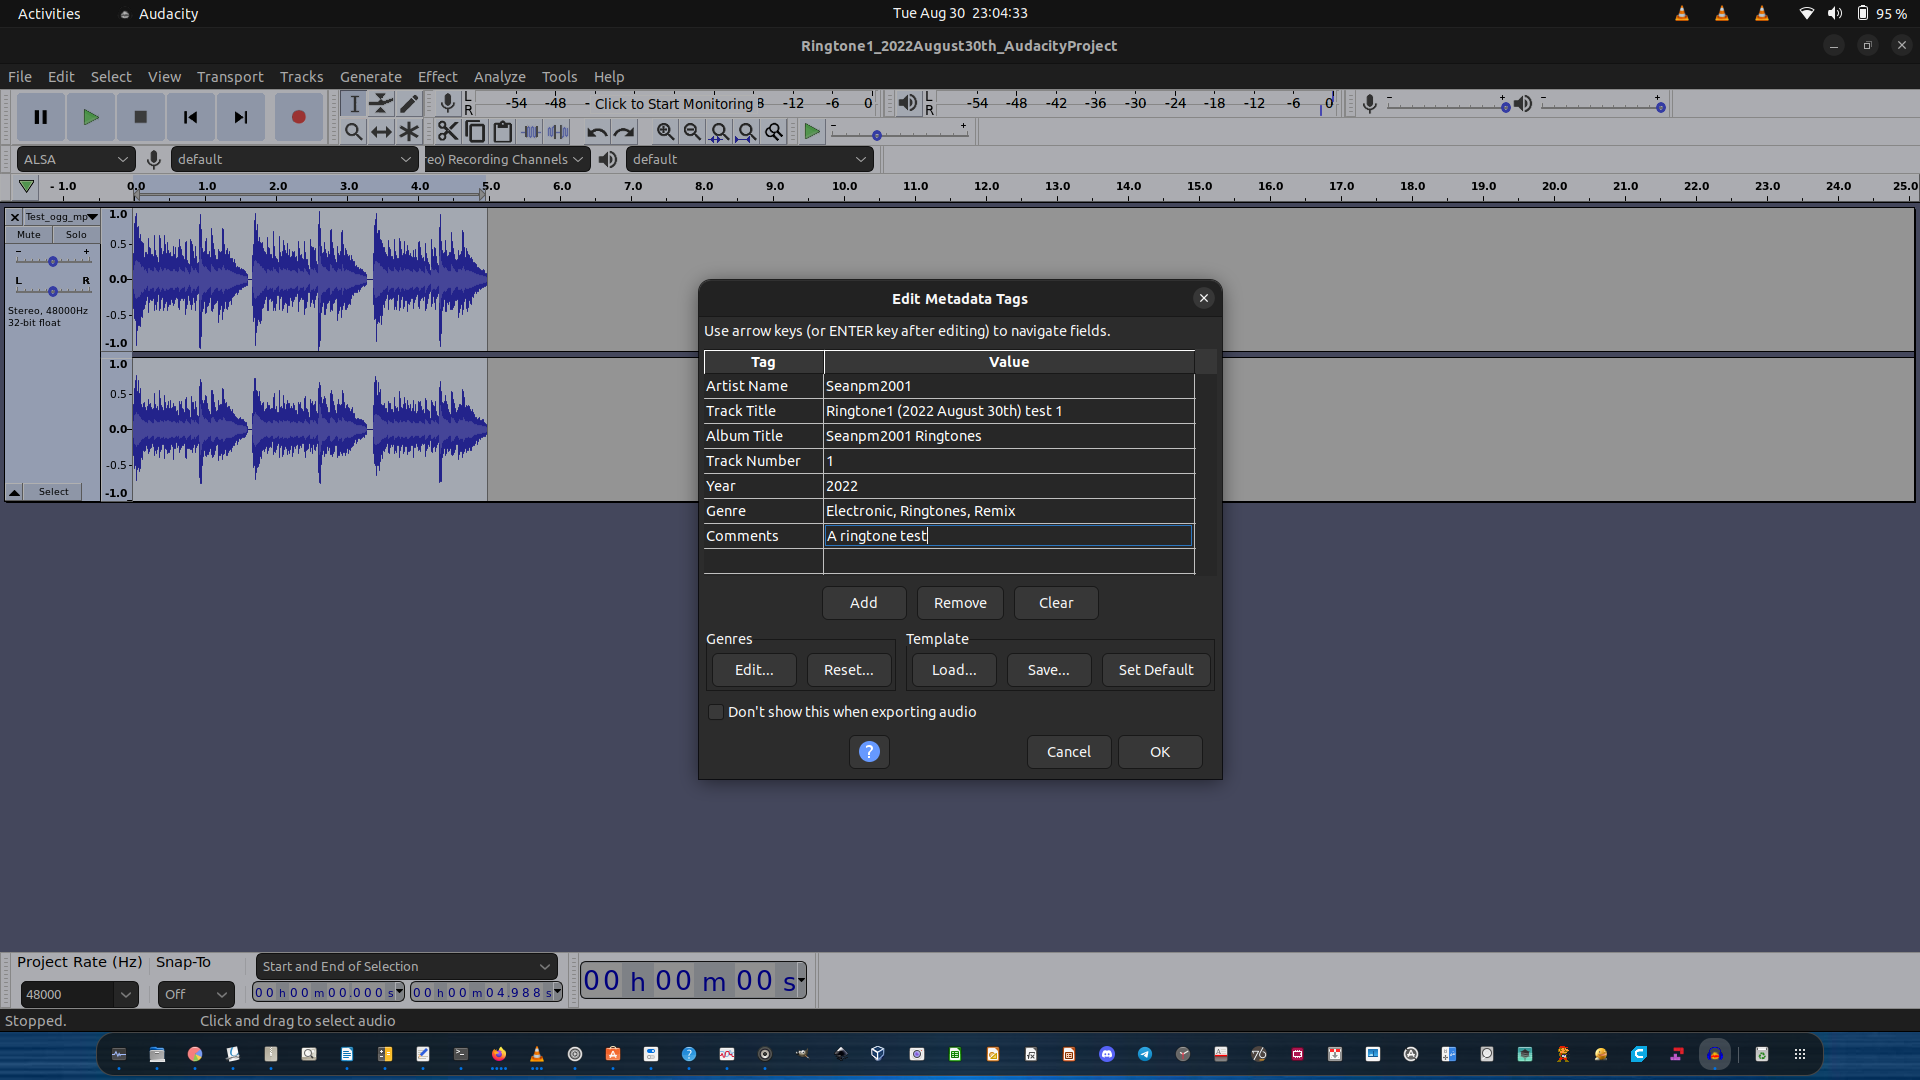 Activities Audacity Tue Aug 30 23:04:33 95 %
Ringtone1_2022August30th_AudacityProject
File Edit Select View Transport Tracks Generate Effect Analyze Tools Help
L R -54 -48 - Click to Start Monitoring -12 -6 0 L R -54 -48 -42 -36 -30 -24 -18 -12 -6 0 - + - +
- +
ALSA default eo) Recording Channels default
- 1.0 0.0 1.0 2.0 3.0 4.0 5.0 6.0 7.0 8.0 9.0 10.0 11.0 12.0 13.0 14.0 15.0 16.0 17.0 18.0 19.0 20.0 21.0 22.0 23.0 24.0 25.0
Test_ogg_mp 1.0
Mute Solo 0.5
- +
0.0
L R
Stereo, 48000Hz -0.5
32-bit float
-1.0
1.0
0.5
0.0
-0.5
Select -1.0
Edit Metadata Tags
Use arrow keys (or ENTER key after editing) to navigate fields.
Tag Value
Artist Name Seanpm2001
Track Title Ringtone1 (2022 August 30th) test 1
Album Title Seanpm2001 Ringtones
Track Number 1
Year 2022
Genre Electronic, Ringtones, Remix
Comments A ringtone test
Add Remove Clear
Genres Template
Edit... Reset... Load... Save... Set Default
Don't show this when exporting audio
? Cancel OK
Project Rate (Hz) Snap-To Start and End of Selection 00 h 00 m 00 s
48000 Off 00 h 00 m 00.000 s 00 h 00 m 04.988 s
Stopped. Click and drag to select audio